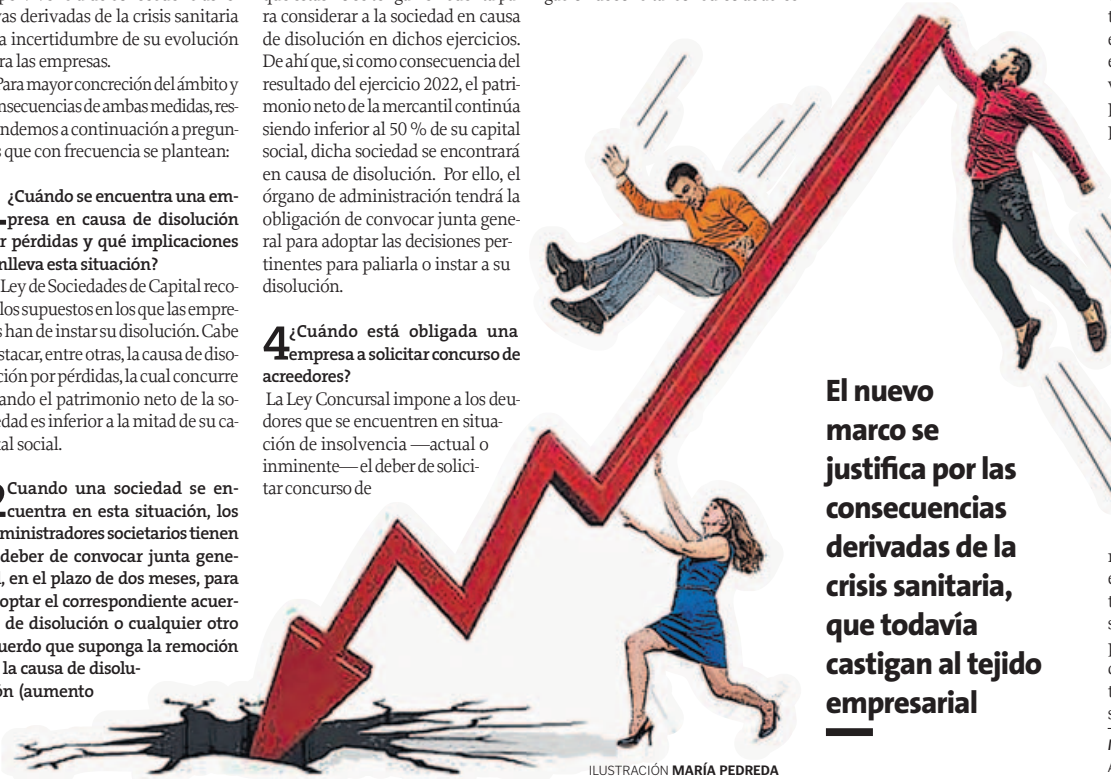 vas derivadas de la crisis sanitaria
a incertidumbre de su evolución
ra las empresas.
Para mayor concreción del ámbito y
nsecuencias de ambas medidas, res-
ndemos a continuación a pregun-
s que con frecuencia se plantean:
¿Cuándo se encuentra una em-
presa en causa de disolución
r pérdidas y qué implicaciones
nlleva esta situación?
Ley de Sociedades de Capital reco-
los supuestos en los que las empre-
s han de instar su disolución. Cabe
stacar, entre otras, la causa de diso-
ción por pérdidas, la cual concurre
ando el patrimonio neto de la so-
edad es inferior a la mitad de su ca-
al social.
2 Cuando una sociedad se en-
cuentra en esta situación, los
ministradores societarios tienen
deber de convocar junta gene-
l, en el plazo de dos meses, para
optar el correspondiente acuer-
de disolución o cualquier otro
uerdo que suponga la remoción
la causa de disolu-
ón (aumento
ra considerar a la sociedad en causa
de disolución en dichos ejercicios.
De ahí que, si como consecuencia del
resultado del ejercicio 2022, el patri-
monio neto de la mercantil continúa
siendo inferior al 50 % de su capital
social, dicha sociedad se encontrará
en causa de disolución. Por ello, el
órgano de administración tendrá la
obligación de convocar junta gene-
ral para adoptar las decisiones per-
tinentes para paliarla o instar a su
disolución.
4 ¿Cuándo está obligada una
empresa a solicitar concurso de
acreedores?
La Ley Concursal impone a los deu-
dores que se encuentren en situa-
ción de insolvencia —actual o
inminente— el deber de solici-
tar concurso de
El nuevo
marco se
justifica por las
consecuencias
derivadas de la
crisis sanitaria,
que todavía
castigan al tejido
empresarial
ILUSTRACIÓN MARÍA PEDREDA